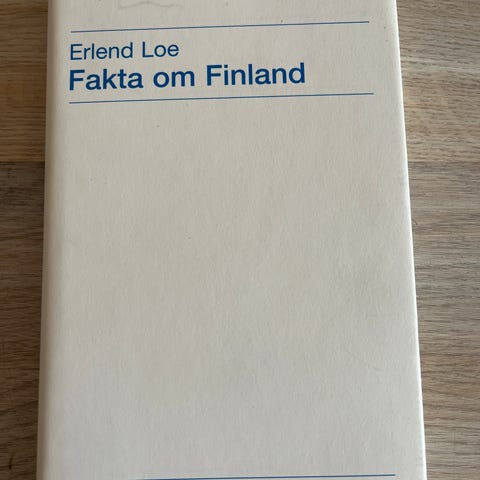 Erlend Loe
Fakta om Finland